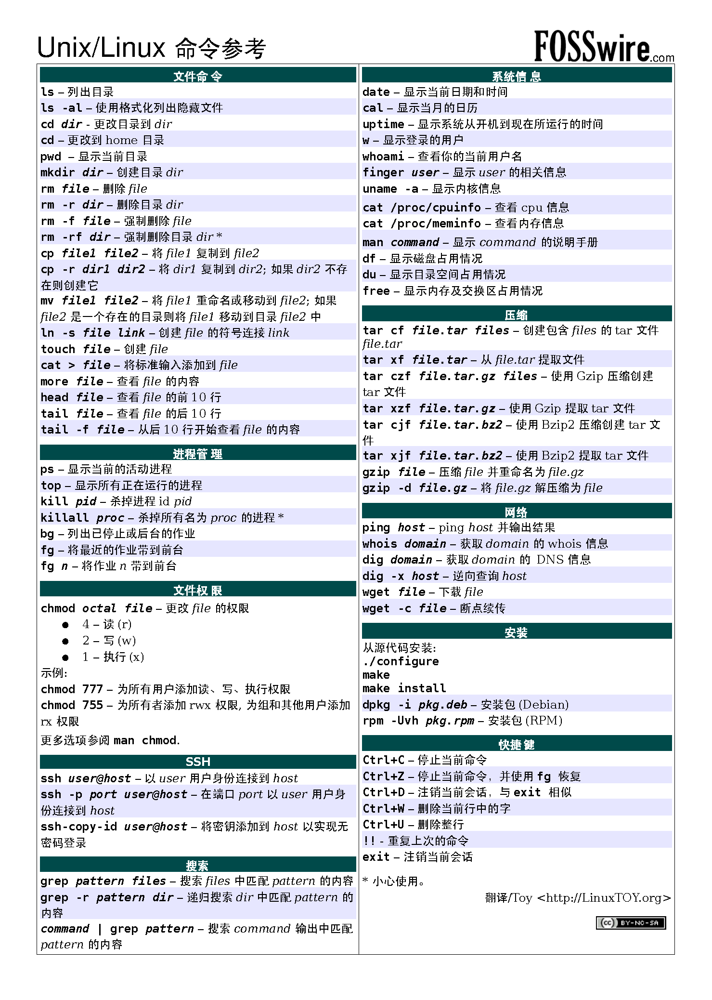 Unix/Linux 命令参考
FOSSwire.com
文件命令
ls – 列出目录
ls -al – 使用格式化列出隐藏文件
cd dir - 更改目录到 dir
cd – 更改到 home 目录
pwd – 显示当前目录
mkdir dir – 创建目录 dir
rm file – 删除 file
rm -r dir – 删除目录 dir
rm -f file – 强制删除 file
rm -rf dir – 强制删除目录 dir *
cp file1 file2 – 将 file1 复制到 file2
cp -r dir1 dir2 – 将 dir1 复制到 dir2; 如果 dir2 不存
在则创建它
mv file1 file2 – 将 file1 重命名或移动到 file2; 如果
file2 是一个存在的目录则将 file1 移动到目录 file2 中
ln -s file link – 创建 file 的符号连接 link
touch file – 创建 file
cat > file – 将标准输入添加到 file
more file – 查看 file 的内容
head file – 查看 file 的前 10 行
tail file – 查看 file 的后 10 行
tail -f file – 从后 10 行开始查看 file 的内容
进程管理
ps – 显示当前的活动进程
top – 显示所有正在运行的进程
kill pid – 杀掉进程 id pid
killall proc – 杀掉所有名为 proc 的进程 *
bg – 列出已停止或后台的作业
fg – 将最近的作业带到前台
fg n – 将作业 n 带到前台
文件权限
chmod octal file – 更改 file 的权限
● 4 – 读 (r)
● 2 – 写 (w)
● 1 – 执行 (x)
示例:
chmod 777 – 为所有用户添加读、写、执行权限
chmod 755 – 为所有者添加 rwx 权限, 为组和其他用户添加
rx 权限
更多选项参阅 man chmod.
SSH
ssh user@host – 以 user 用户身份连接到 host
ssh -p port user@host – 在端口 port 以 user 用户身
份连接到 host
ssh-copy-id user@host – 将密钥添加到 host 以实现无
密码登录
搜索
grep pattern files – 搜索 files 中匹配 pattern 的内容
grep -r pattern dir – 递归搜索 dir 中匹配 pattern 的
内容
command | grep pattern – 搜索 command 输出中匹配
pattern 的内容
系统信息
date – 显示当前日期和时间
cal – 显示当月的日历
uptime – 显示系统从开机到现在所运行的时间
w – 显示登录的用户
whoami – 查看你的当前用户名
finger user – 显示 user 的相关信息
uname -a – 显示内核信息
cat /proc/cpuinfo – 查看 cpu 信息
cat /proc/meminfo – 查看内存信息
man command – 显示 command 的说明手册
df – 显示磁盘占用情况
du – 显示目录空间占用情况
free – 显示内存及交换区占用情况
压缩
tar cf file.tar files – 创建包含 files 的 tar 文件
file.tar
tar xf file.tar – 从 file.tar 提取文件
tar czf file.tar.gz files – 使用 Gzip 压缩创建
tar 文件
tar xzf file.tar.gz – 使用 Gzip 提取 tar 文件
tar cjf file.tar.bz2 – 使用 Bzip2 压缩创建 tar 文
件
tar xjf file.tar.bz2 – 使用 Bzip2 提取 tar 文件
gzip file – 压缩 file 并重命名为 file.gz
gzip -d file.gz – 将 file.gz 解压缩为 file
网络
ping host – ping host 并输出结果
whois domain – 获取 domain 的 whois 信息
dig domain – 获取 domain 的 DNS 信息
dig -x host – 逆向查询 host
wget file – 下载 file
wget -c file – 断点续传
安装
从源代码安装:
./configure
make
make install
dpkg -i pkg.deb – 安装包 (Debian)
rpm -Uvh pkg.rpm – 安装包 (RPM)
快捷键
Ctrl+C – 停止当前命令
Ctrl+Z – 停止当前命令，并使用 fg 恢复
Ctrl+D – 注销当前会话，与 exit 相似
Ctrl+W – 删除当前行中的字
Ctrl+U – 删除整行
!! - 重复上次的命令
exit – 注销当前会话
* 小心使用。
翻译/Toy <http://LinuxTOY.org>
(cc) BY-NC-SA